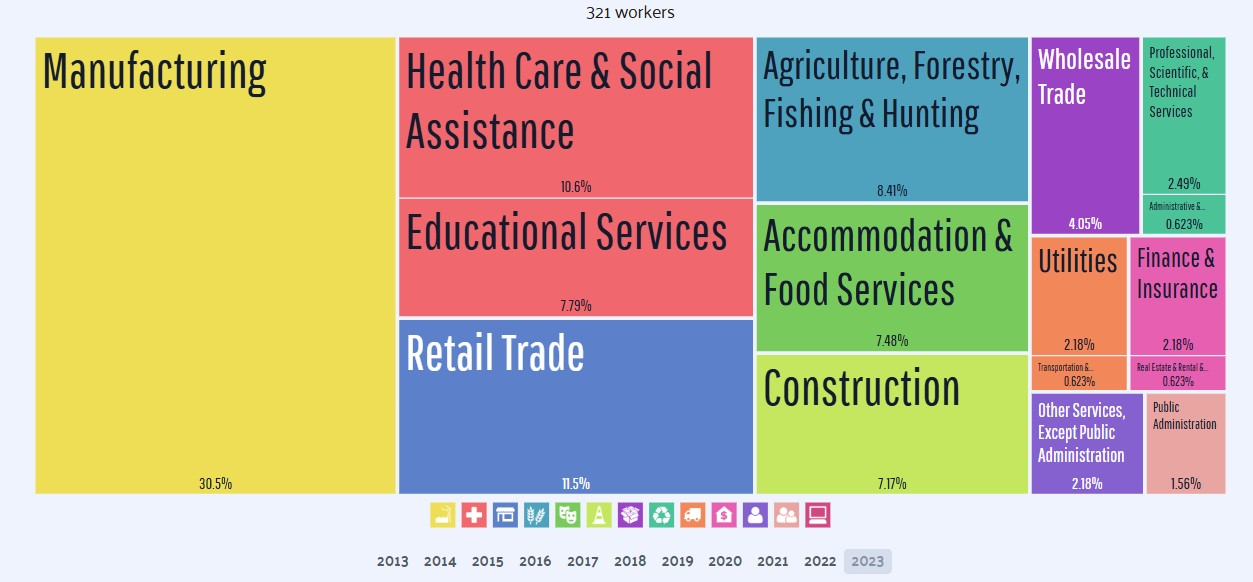 321 workers
Manufacturing
30.5%
Health Care & Social
Assistance
10.6%
Educational Services
7.79%
Retail Trade
11.5%
Agriculture, Forestry,
Fishing & Hunting
8.41%
Accommodation &
Food Services
7.48%
Construction
7.17%
Wholesale
Trade
4.05%
Professional,
Scientific, &
Technical
Services
2.49%
Administrative &...
0.623%
Utilities
2.18%
Transportation &...
0.623%
Finance &
Insurance
2.18%
Real Estate & Rental &...
0.623%
Other Services,
Except Public
Administration
2.18%
Public
Administration
1.56%
2013 2014 2015 2016 2017 2018 2019 2020 2021 2022 2023